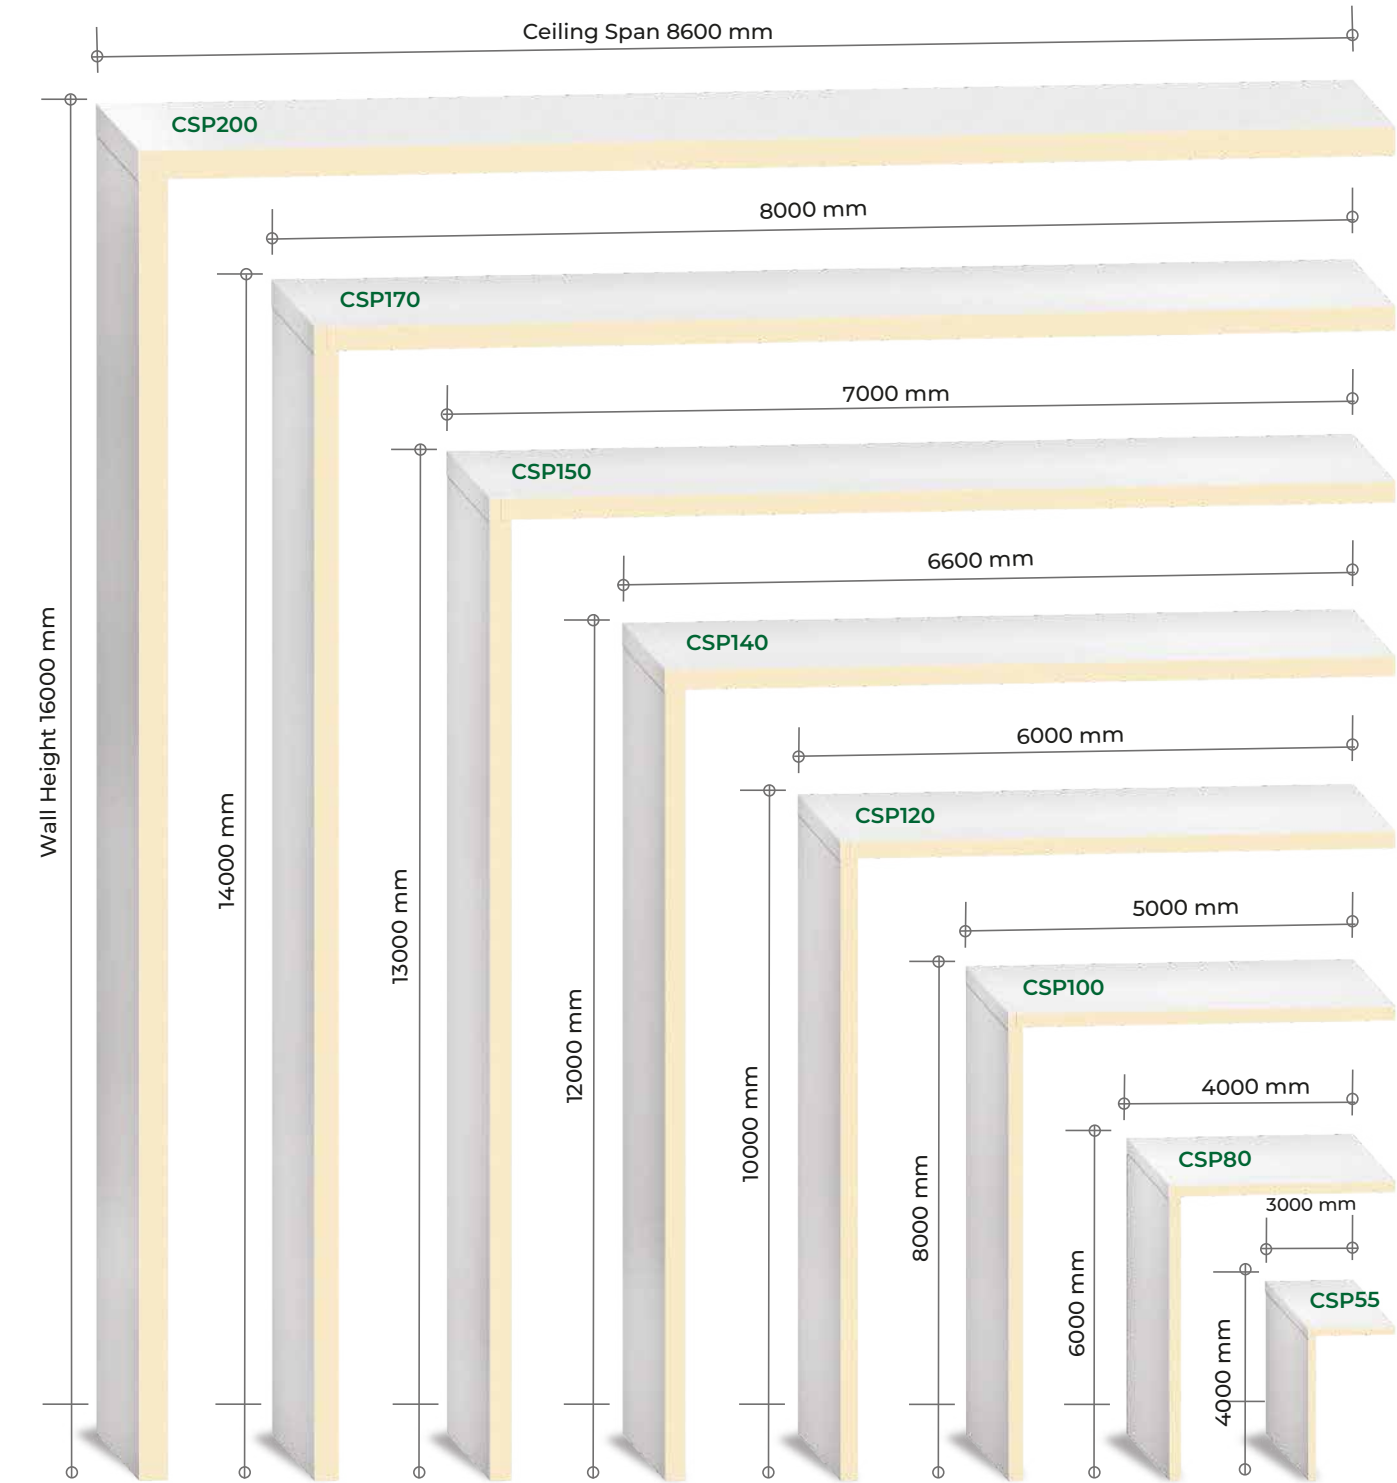 Ceiling Span 8600 mm
CSP200
8000 mm
CSP170
7000 mm
CSP150
6600 mm
CSP140
6000 mm
CSP120
5000 mm
CSP100
4000 mm
CSP80
3000 mm
CSP55
Wall Height 16000 mm
14000 mm
13000 mm
12000 mm
10000 mm
8000 mm
6000 mm
4000 mm